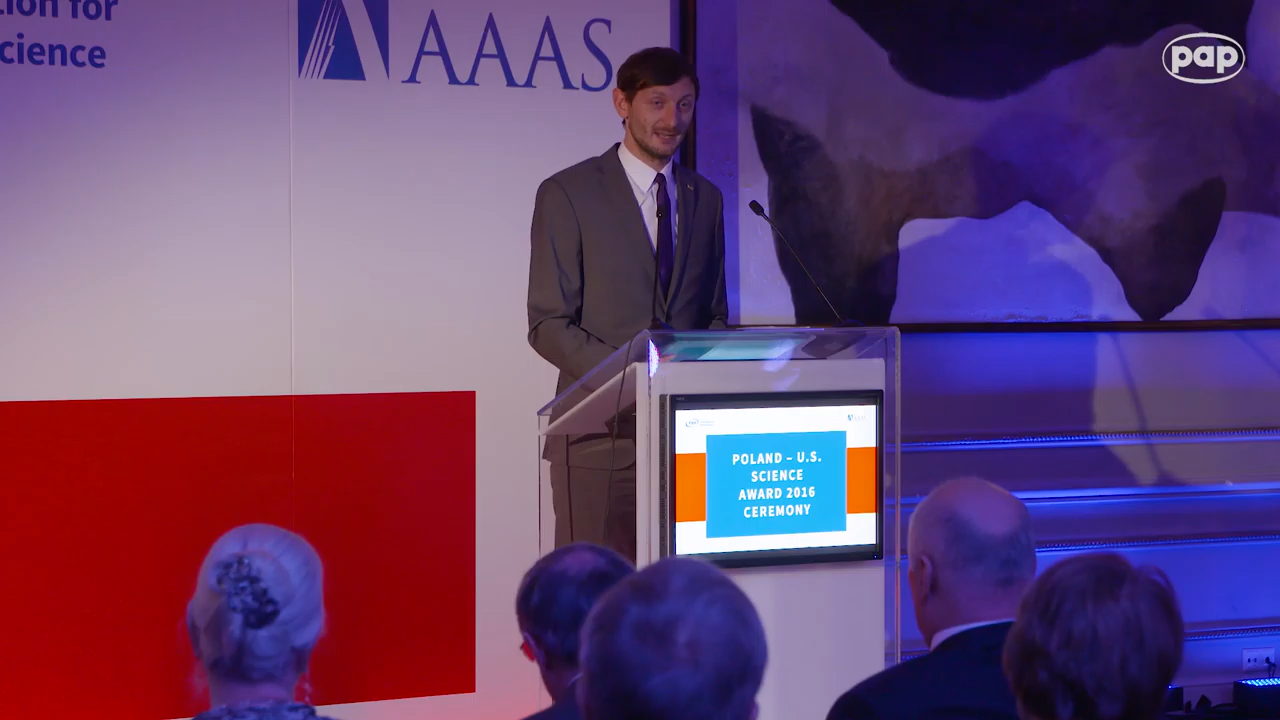 tion for
cience
AAAS
pap
POLAND – U.S.
SCIENCE
AWARD 2016
CEREMONY